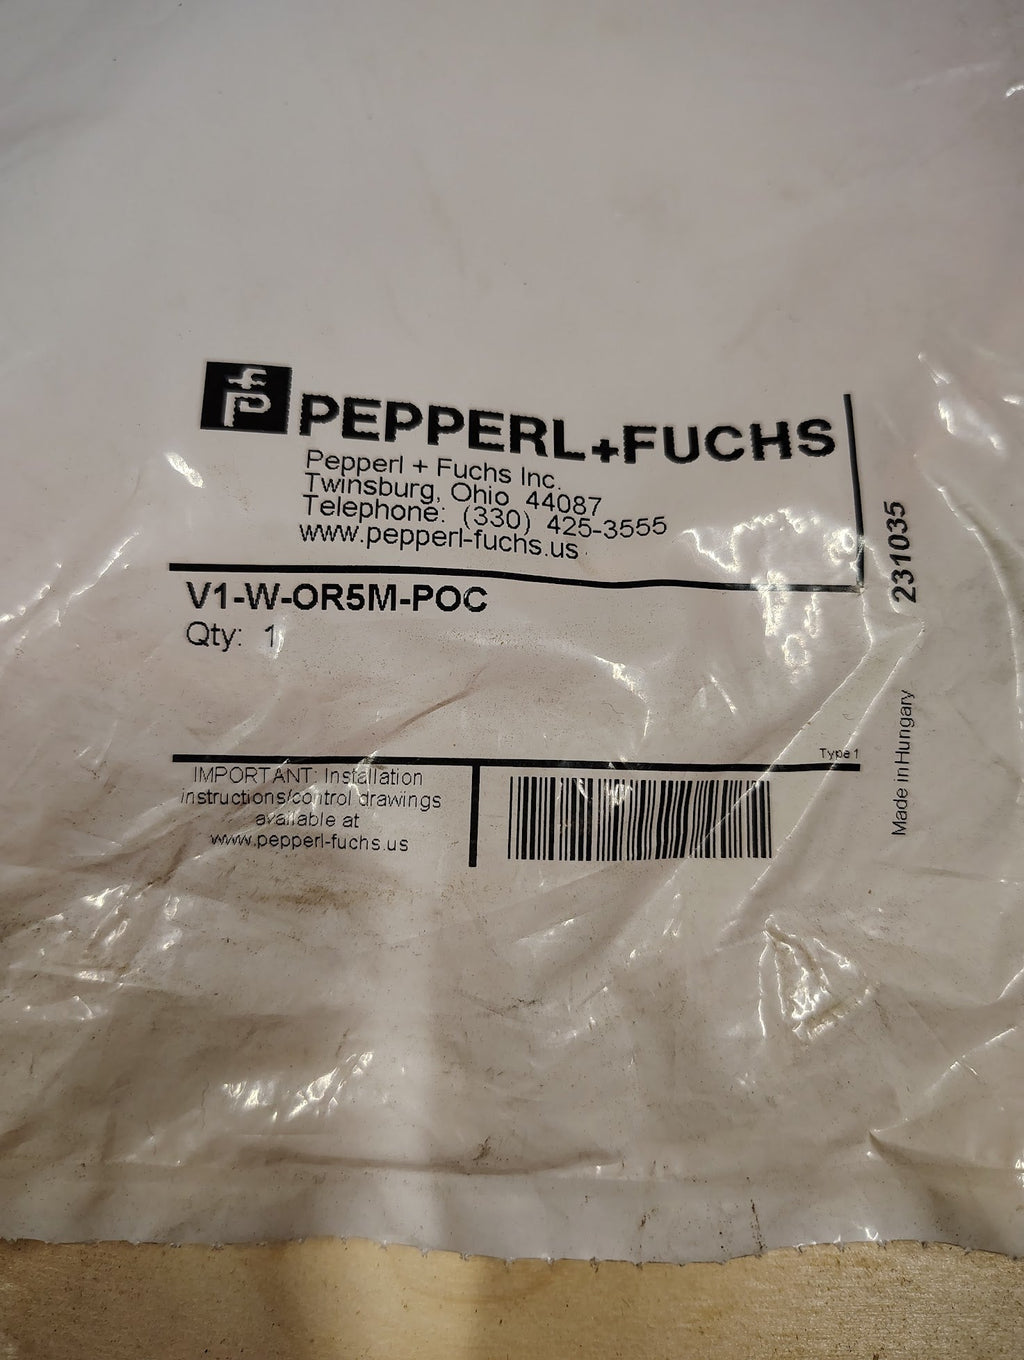 fp
PEPPERL+FUCHS
Pepperl + Fuchs Inc.
Twinsburg, Ohio 44087
Telephone: (330) 425-3555
www.pepperl-fuchs.us
V1-W-OR5M-POC
Qty: 1
231035
Made in Hungary
Type 1
IMPORTANT: Installation
instructions/control drawings
available at
www.pepperl-fuchs.us